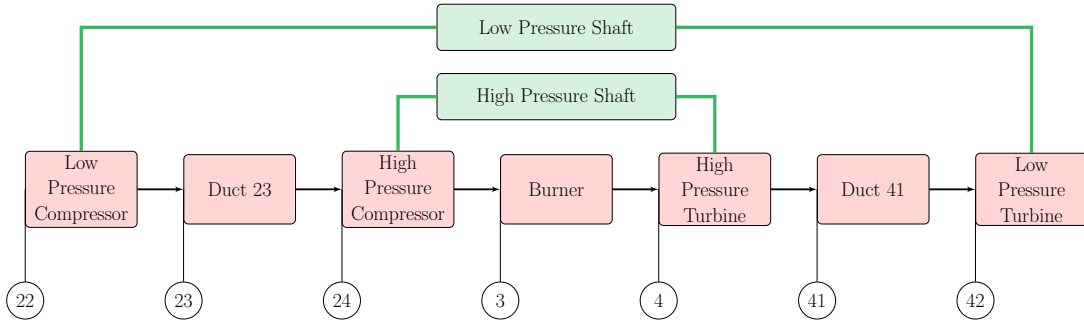 Low Pressure Shaft
High Pressure Shaft
Low
Pressure
Compressor
Duct 23
High
Pressure
Compressor
Burner
High
Pressure
Turbine
Duct 41
Low
Pressure
Turbine
22
23
24
3
4
41
42